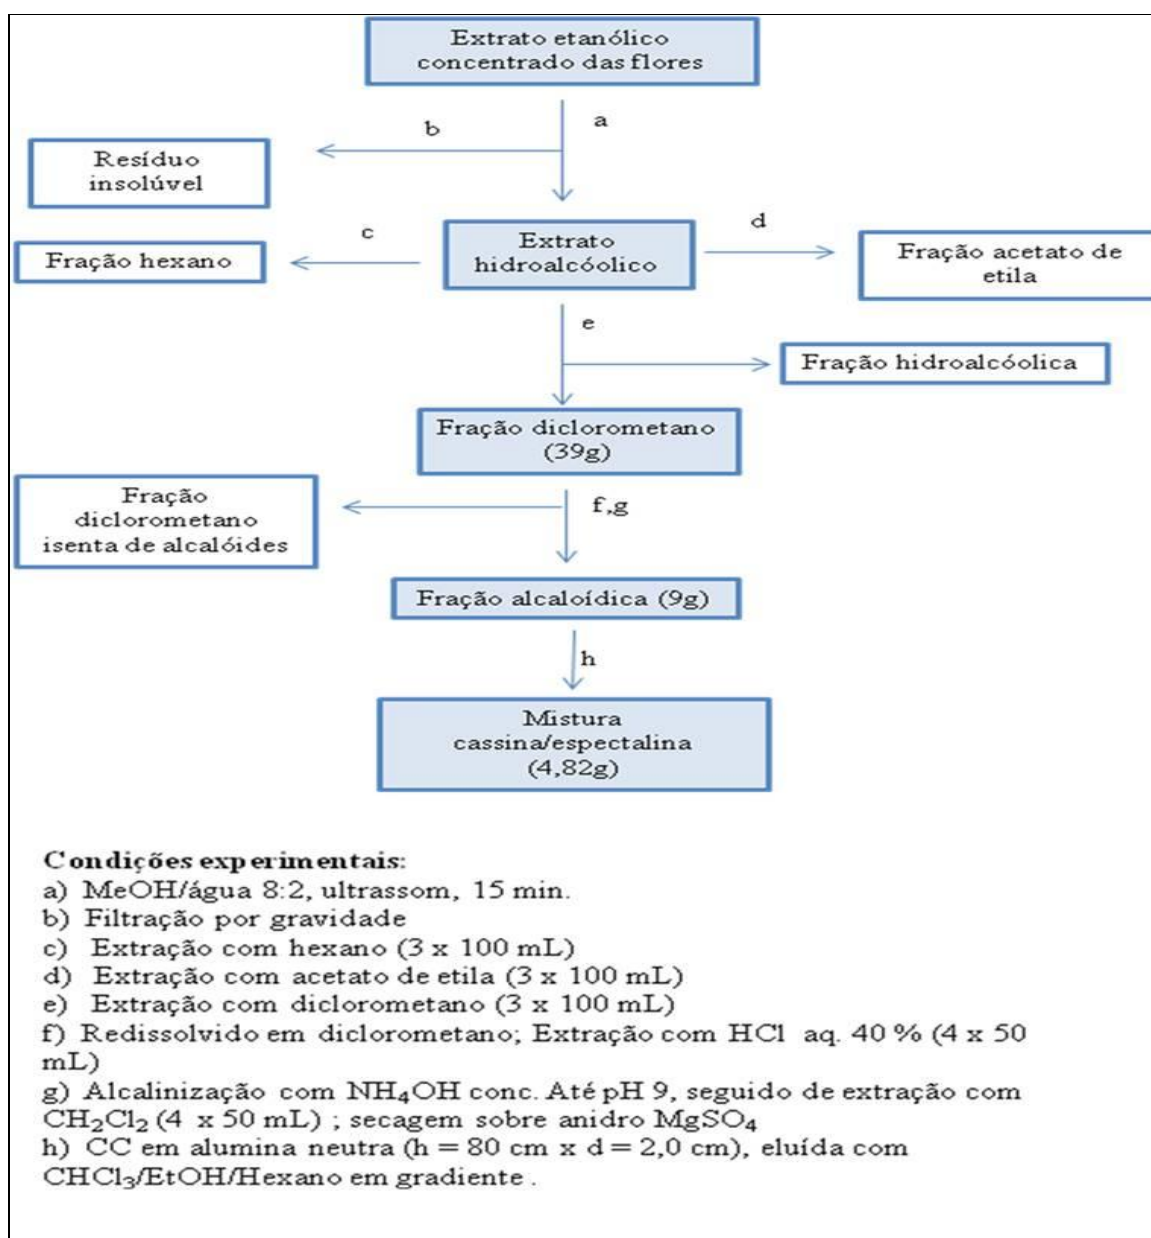 Extrato etanólico
concentrado das flores
a
b
Resíduo
insolúvel
c
d
Fração hexano
Extrato
hidroalcóolico
Fração acetato de
etila
e
Fração hidroalcóolica
Fração diclorometano
(39g)
Fração
diclorometano
isenta de alcalóides
f,g
Fração alcaloídica (9g)
h
Mistura
cassina/espectalina
(4,82g)
Condições experimentais:
a) MeOH/água 8:2, ultrassom, 15 min.
b) Filtração por gravidade
c) Extração com hexano (3 x 100 mL)
d) Extração com acetato de etila (3 x 100 mL)
e) Extração com diclorometano (3 x 100 mL)
f) Redissolvido em diclorometano; Extração com HCl aq. 40 % (4 x 50
mL)
g) Alcalinização com NH₄OH conc. Até pH 9, seguido de extração com
CH₂Cl₂ (4 x 50 mL) ; secagem sobre anidro MgSO₄
h) CC em alumina neutra (h = 80 cm x d = 2,0 cm), eluída com
CHCl₃/EtOH/Hexano em gradiente .